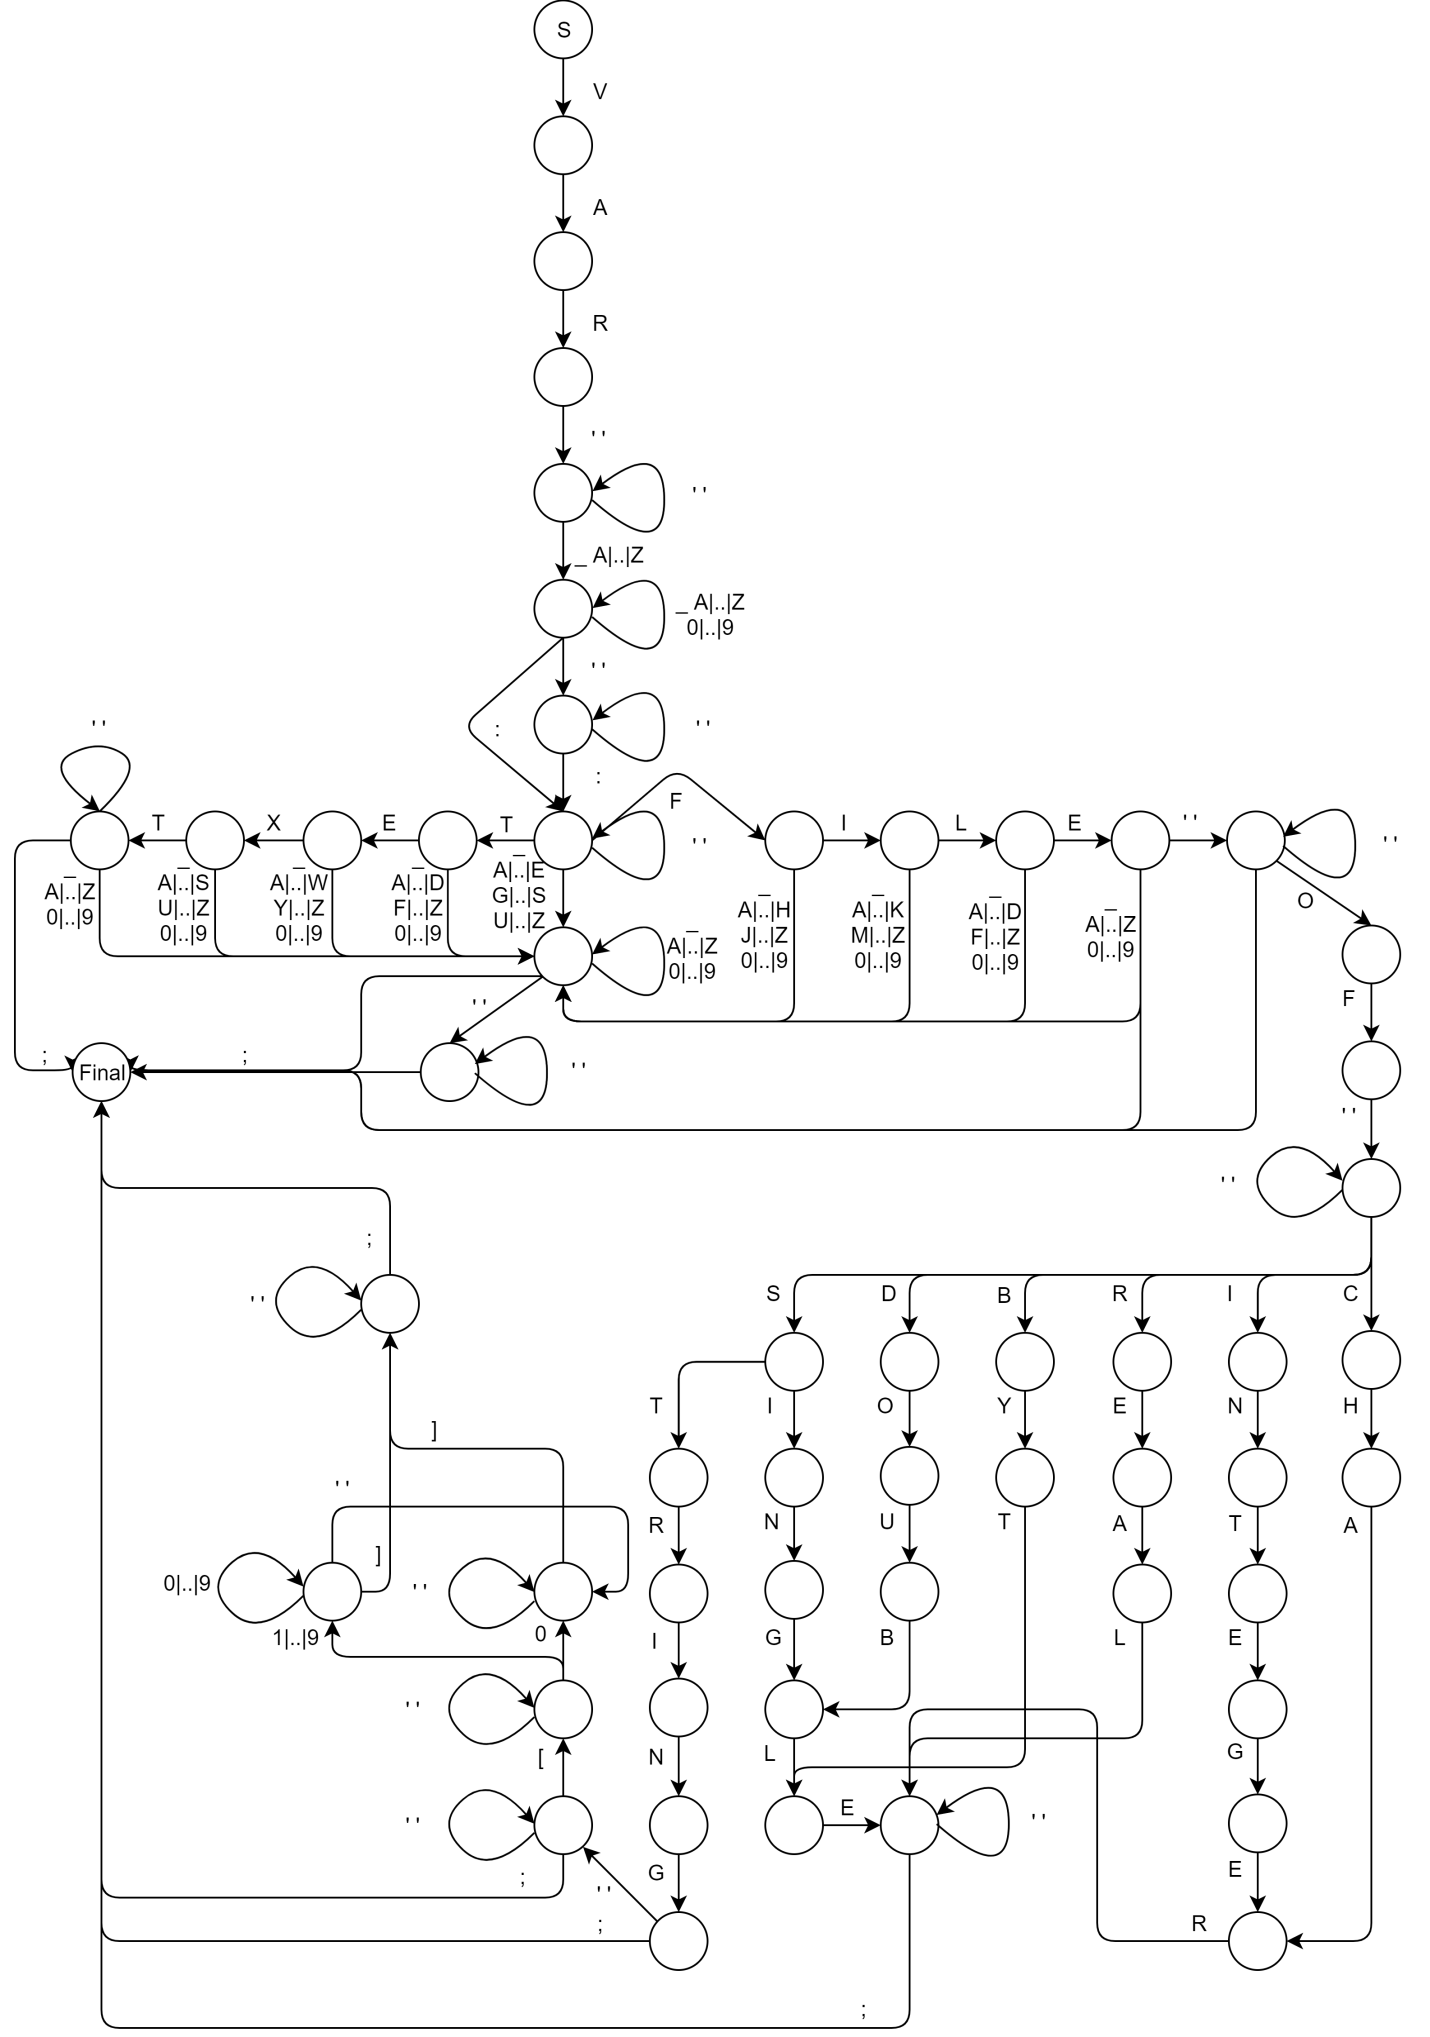 S
V
A
R
' '
' '
_ A|..|Z
_ A|..|Z
0|..|9
' '
' '
:
:
F
' '
' '
T
X
E
T
I
L
E
' '
' '
_
A|..|Z
0|..|9
_
A|..|S
U|..|Z
0|..|9
_
A|..|W
Y|..|Z
0|..|9
_
A|..|D
F|..|Z
0|..|9
_
A|..|E
G|..|S
U|..|Z
_
A|..|Z
0|..|9
_
A|..|H
J|..|Z
0|..|9
_
A|..|K
M|..|Z
0|..|9
_
A|..|D
F|..|Z
0|..|9
_
A|..|Z
0|..|9
O
F
' '
' '
' '
' '
;
;
Final
;
' '
S
D
B
R
I
C
T
I
O
Y
E
N
H
]
' '
]
R
N
U
T
A
T
A
0|..|9
' '
1|..|9
0
I
G
B
L
E
' '
[
N
L
G
' '
E
' '
E
;
' '
G
;
R
;